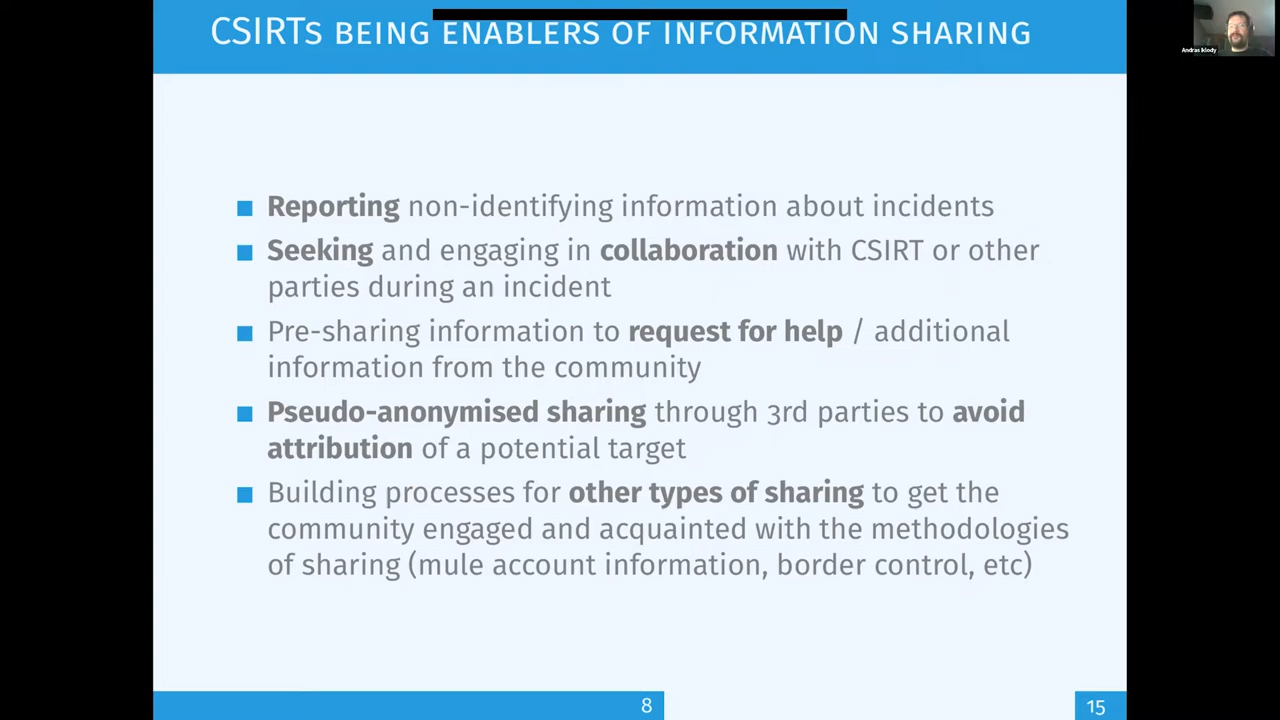 CSIRTs BEING ENABLERS OF INFORMATION SHARING
Andras Iklody
Reporting non-identifying information about incidents
Seeking and engaging in collaboration with CSIRT or other
parties during an incident
Pre-sharing information to request for help / additional
information from the community
Pseudo-anonymised sharing through 3rd parties to avoid
attribution of a potential target
Building processes for other types of sharing to get the
community engaged and acquainted with the methodologies
of sharing (mule account information, border control, etc)
8
15